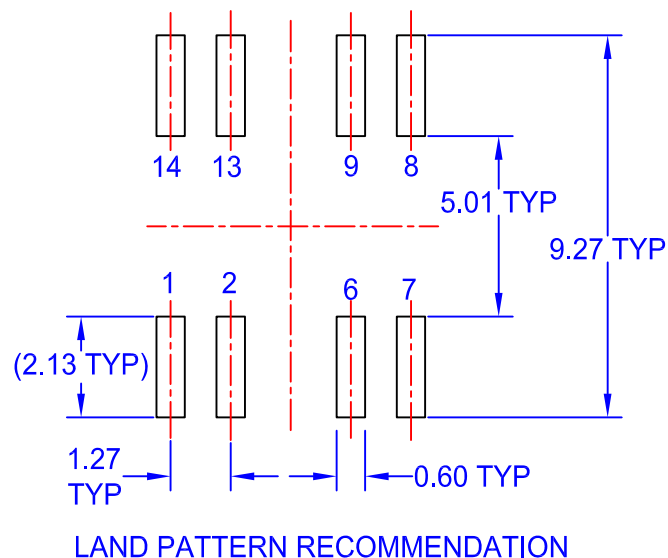 14 13 9 8
5.01 TYP
9.27 TYP
1 2 6 7
(2.13 TYP)
1.27
TYP
0.60 TYP
LAND PATTERN RECOMMENDATION